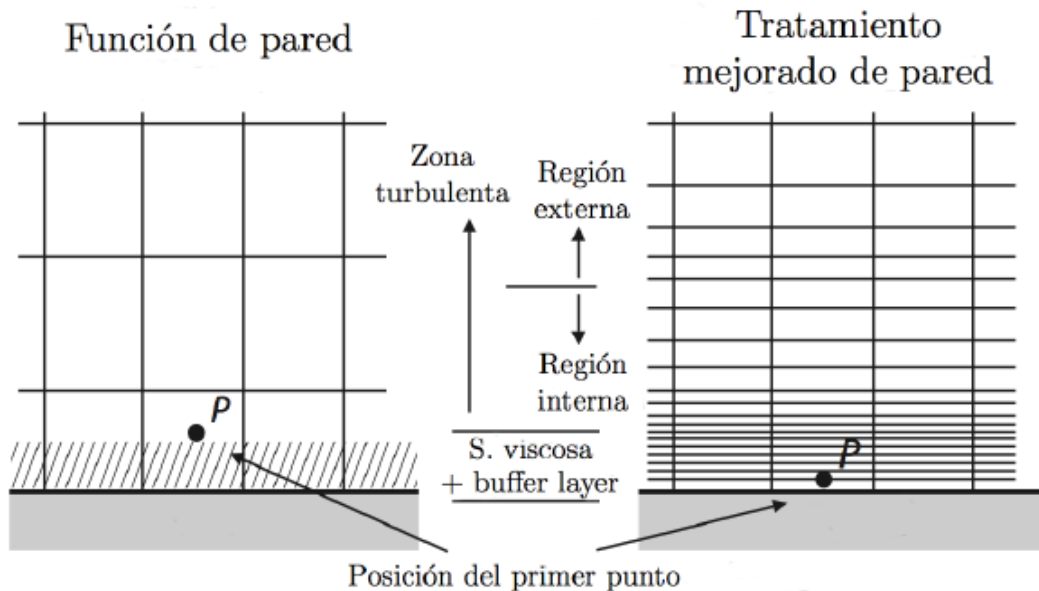 Función de pared
Tratamiento
mejorado de pared
Zona
turbulenta
Región
externa
Región
interna
S. viscosa
+ buffer layer
P
P
Posición del primer punto